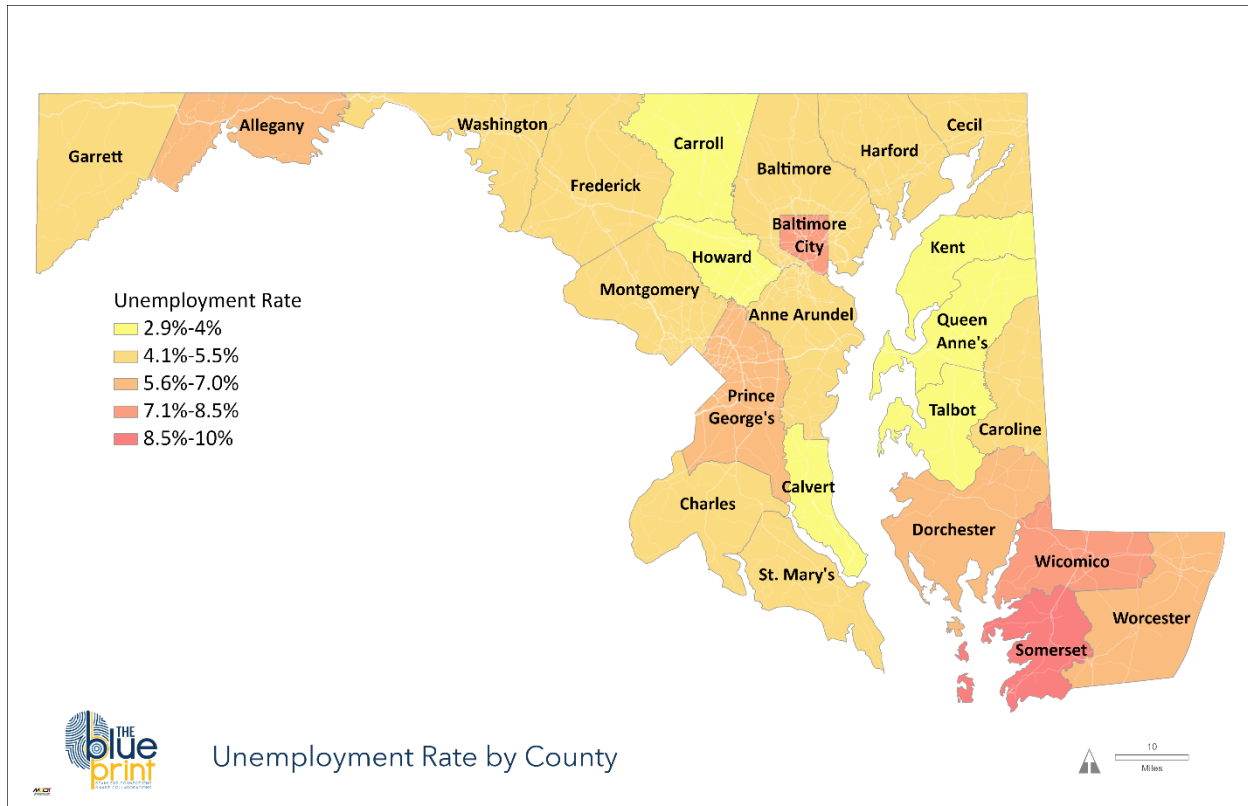 Garrett
Allegany
Washington
Frederick
Carroll
Baltimore
Harford
Cecil
Baltimore
City
Howard
Montgomery
Anne Arundel
Kent
Queen
Anne's
Talbot
Caroline
Prince
George's
Calvert
Charles
St. Mary's
Dorchester
Wicomico
Worcester
Somerset
Unemployment Rate
2.9%-4%
4.1%-5.5%
5.6%-7.0%
7.1%-8.5%
8.5%-10%
THE
blue
print
Unemployment Rate by County
10
Miles